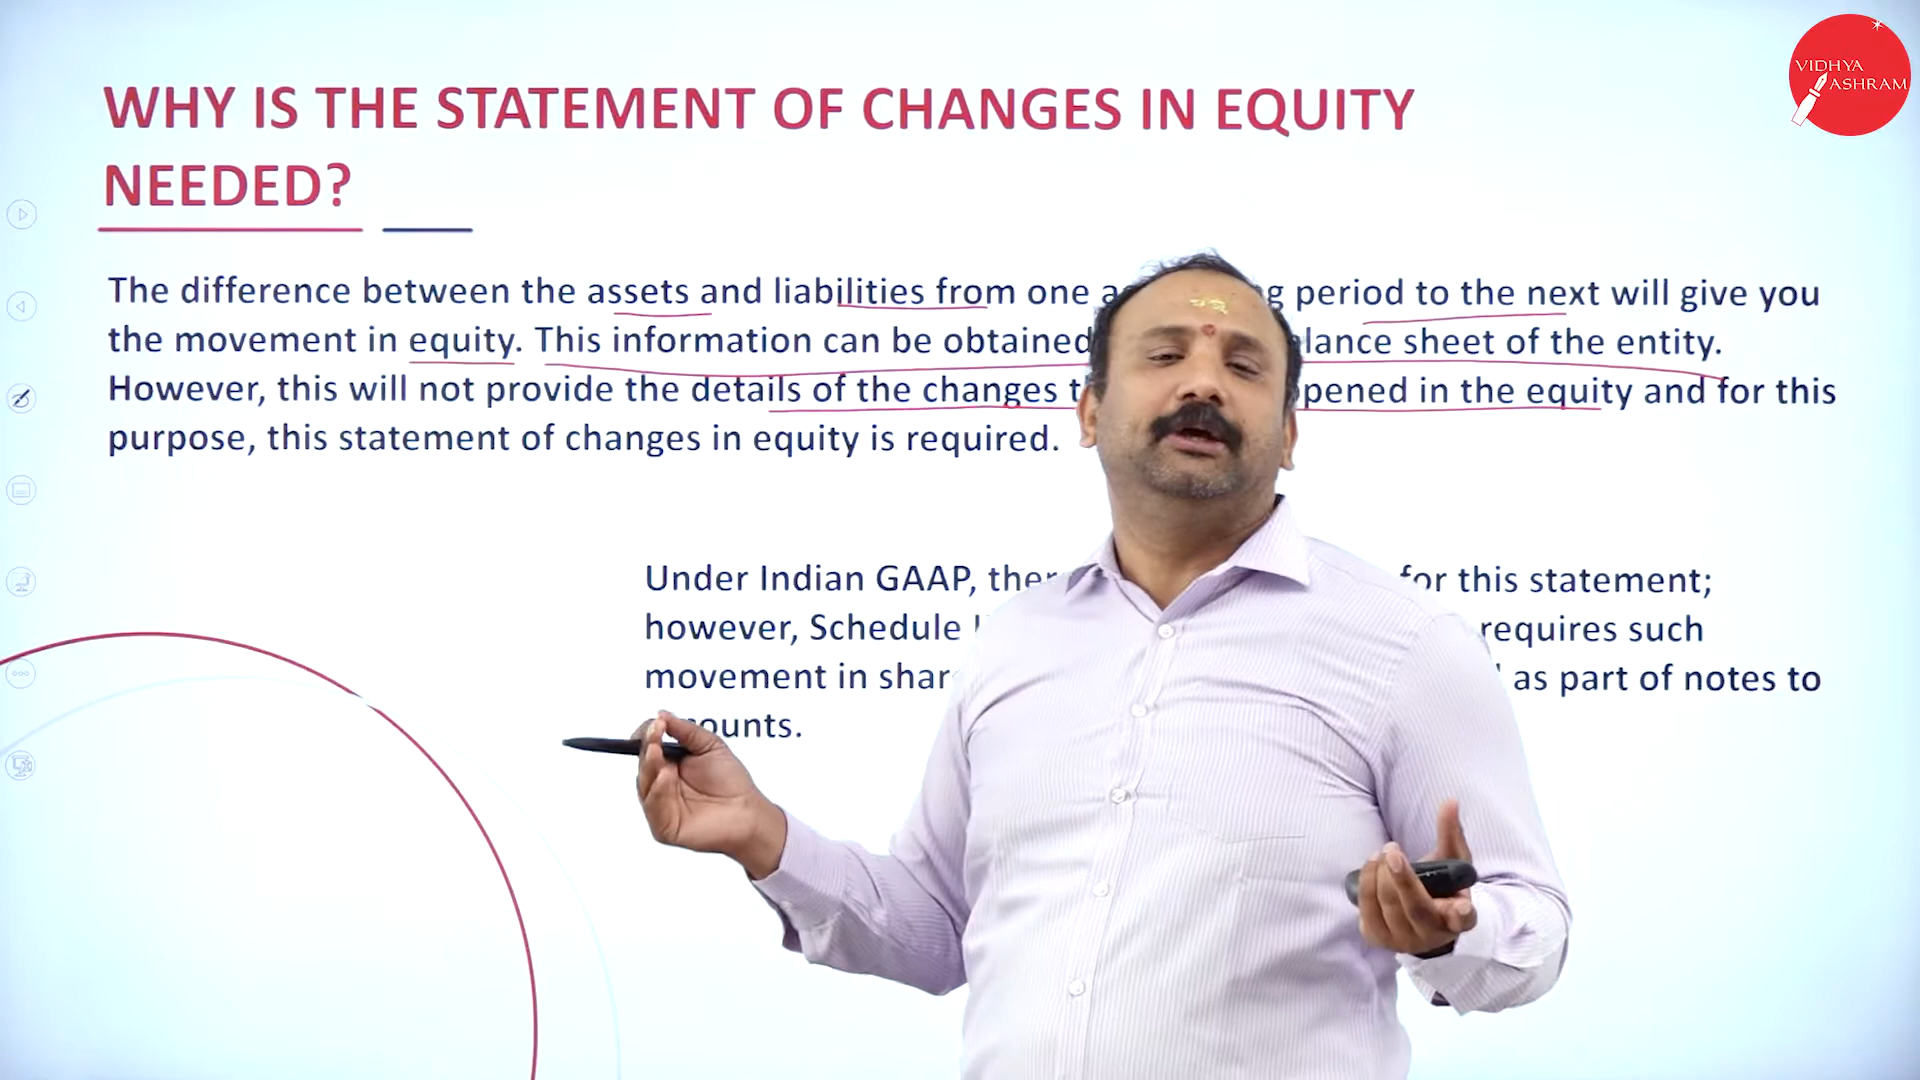 VIDHYA
ASHRAM
WHY IS THE STATEMENT OF CHANGES IN EQUITY
NEEDED?
The difference between the assets and liabilities from one period to the next will give you
the movement in equity. This information can be obtained sheet of the entity.
However, this will not provide the details of the changes in the equity and for this
purpose, this statement of changes in equity is required.
Under Indian GAAP, for this statement;
however, Schedule requires such
movement in as part of notes to